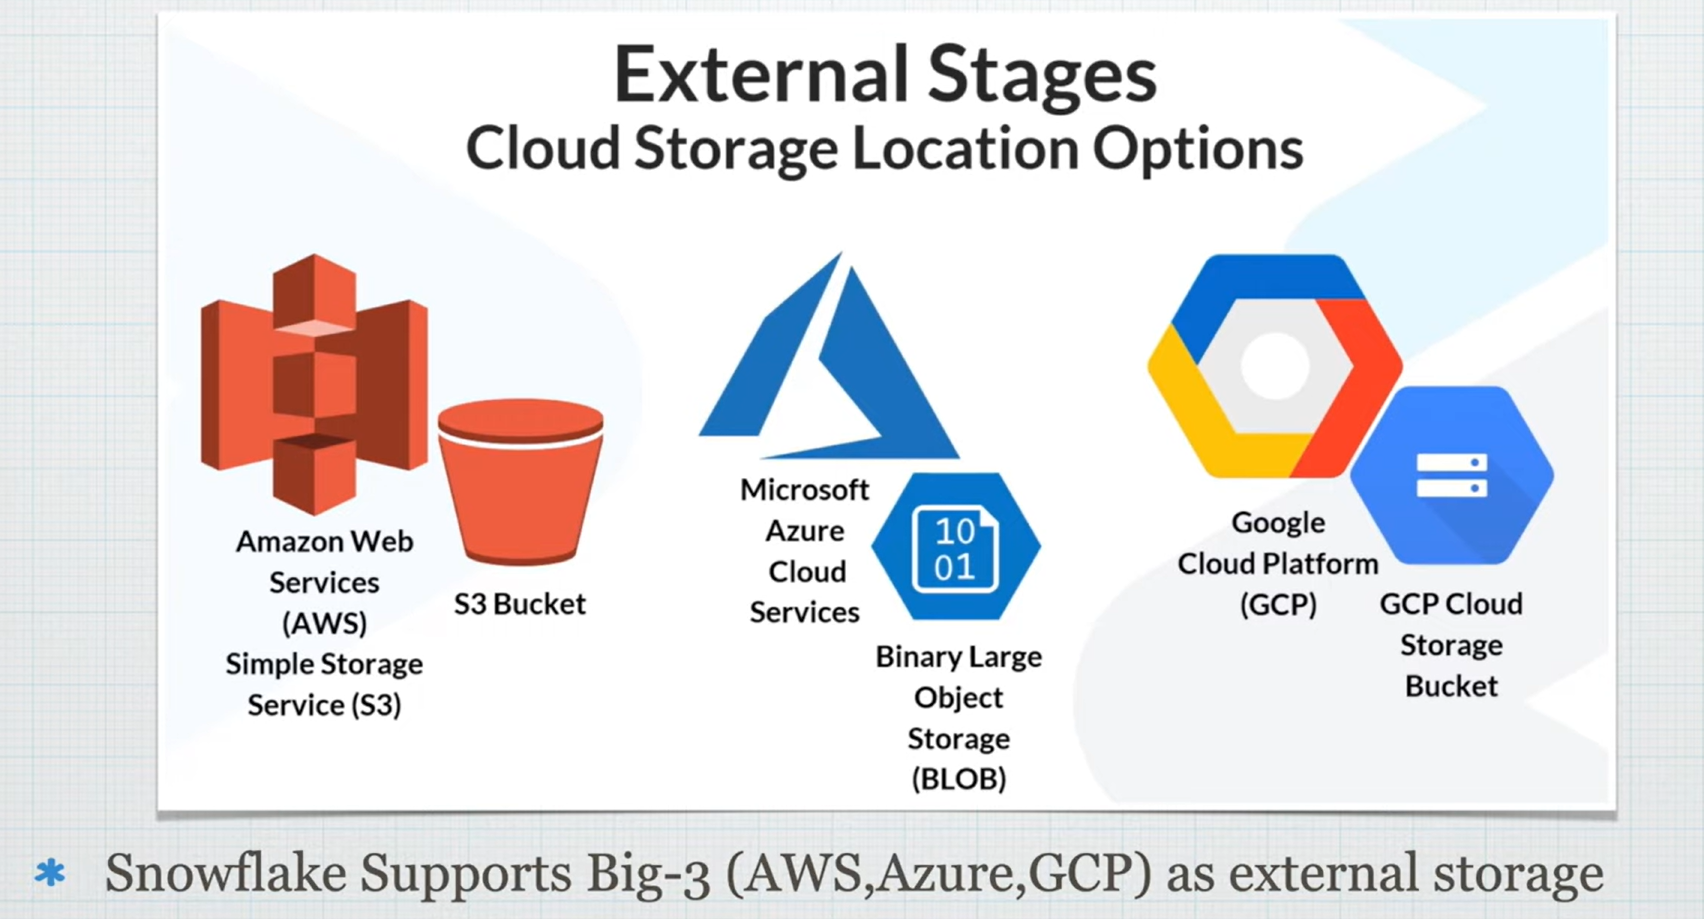 External Stages
Cloud Storage Location Options
Amazon Web
Services
(AWS)
Simple Storage
Service (S3)
S3 Bucket
Microsoft
Azure
Cloud
Services
10
01
Binary Large
Object
Storage
(BLOB)
Google
Cloud Platform
(GCP)
GCP Cloud
Storage
Bucket
* Snowflake Supports Big-3 (AWS,Azure,GCP) as external storage